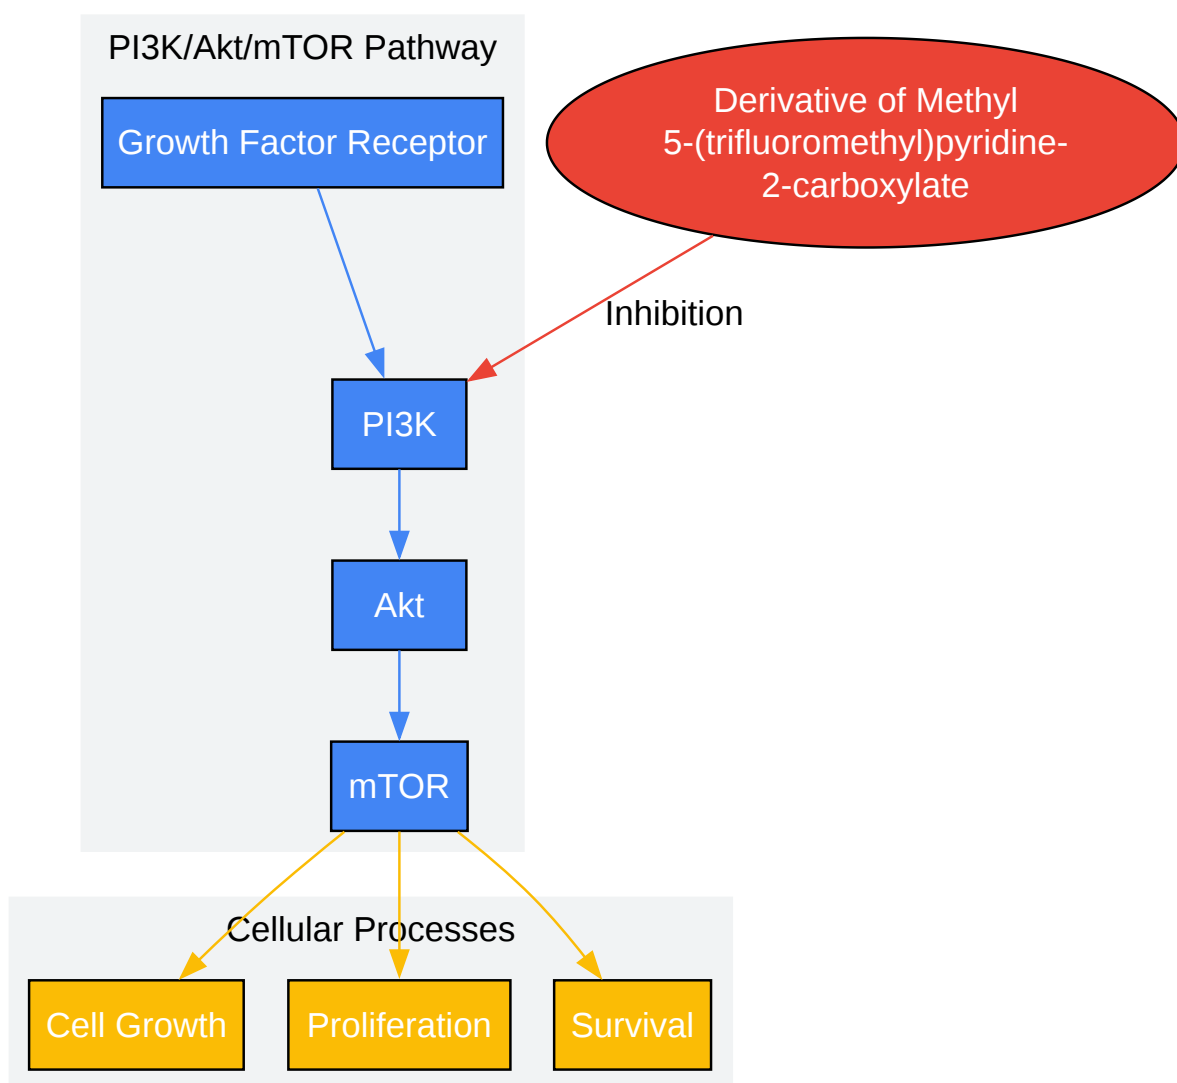 PI3K/Akt/mTOR Pathway
Growth Factor Receptor
Derivative of Methyl
5-(trifluoromethyl)pyridine-
2-carboxylate
Inhibition
PI3K
Akt
mTOR
Cellular Processes
Cell Growth
Proliferation
Survival